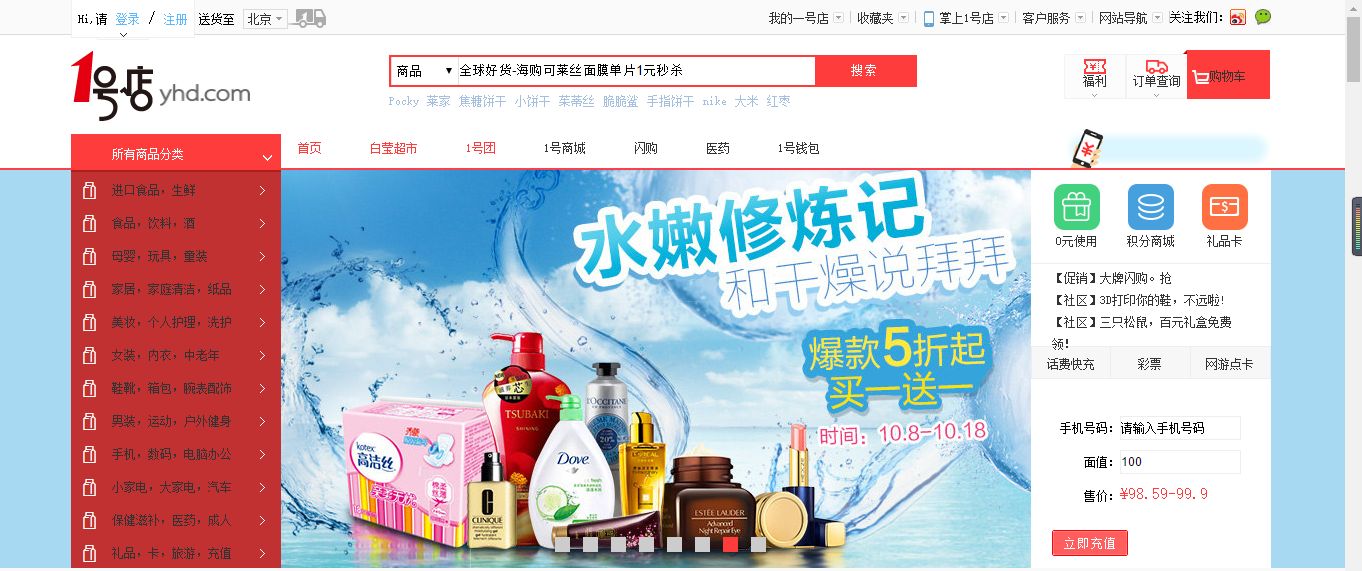 Hi,请 登录 / 注册 送货至 北京
我的一号店 收藏夹 掌上1号店 客户服务 网站导航 关注我们：
1号店 yhd.com
商品 全球好货-海购可莱丝面膜单片1元秒杀 搜索
Pocky 莱家 焦糖饼干 小饼干 茱蒂丝 脆脆鲨 手指饼干 nike 大米 红枣
福利 订单查询 购物车
所有商品分类 首页 白莹超市 1号团 1号商城 闪购 医药 1号钱包
进口食品，生鲜
食品，饮料，酒
母婴，玩具，童装
家居，家庭清洁，纸品
美妆，个人护理，洗护
女装，内衣，中老年
鞋靴，箱包，腕表配饰
男装，运动，户外健身
手机，数码，电脑办公
小家电，大家电，汽车
保健滋补，医药，成人
礼品，卡，旅游，充值
水嫩修炼记
和干燥说拜拜
爆款5折起
买一送一
时间：10.8-10.18
kotex
高洁丝
CLINIQUE
TSUBAKI
Dove
L'OCCITANE
ESTĒE LAUDER
Advanced
Night Repair Eye
0元使用 积分商城 礼品卡
【促销】大牌闪购。抢
【社区】3D打印你的鞋，不远啦!
【社区】三只松鼠，百元礼盒免费
领!
话费快充 彩票 网游点卡
手机号码：请输入手机号码
面值：100
售价：¥98.59-99.9
立即充值